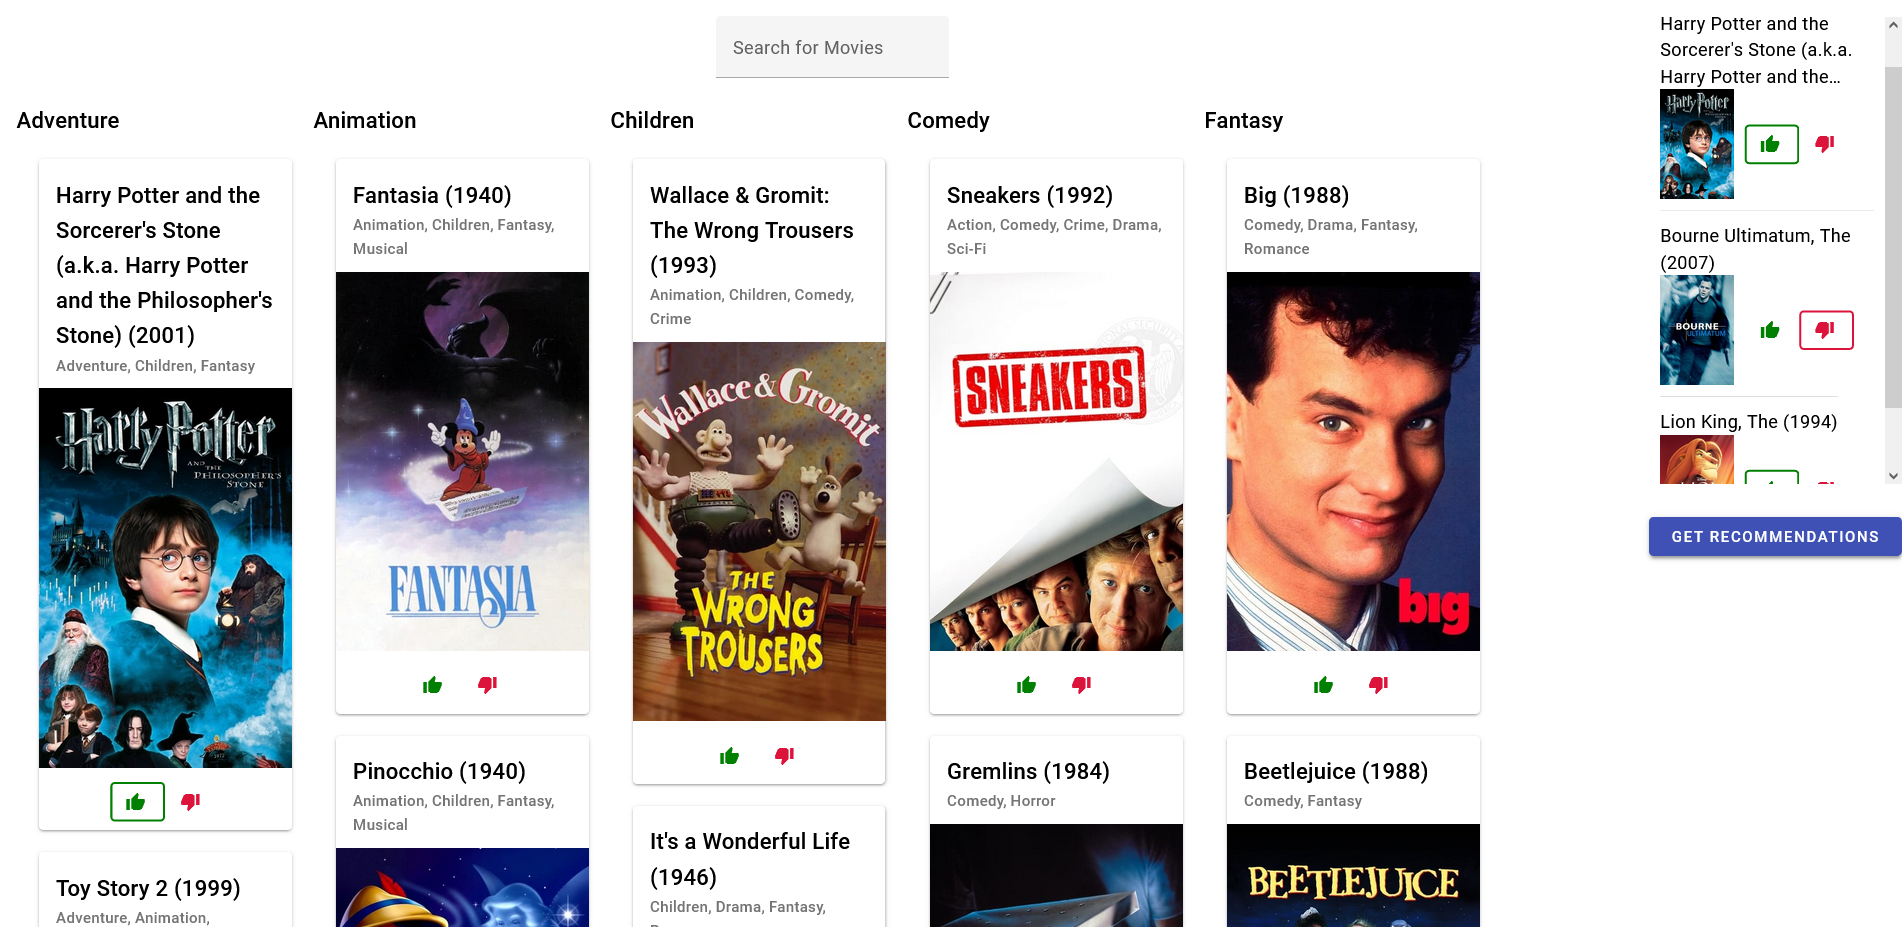 Search for Movies
Adventure
Harry Potter and the
Sorcerer's Stone
(a.k.a. Harry Potter
and the Philosopher's
Stone) (2001)
Adventure, Children, Fantasy
Harry Potter
AND THE
PHILOSOPHER'S
STONE
Toy Story 2 (1999)
Adventure, Animation,
Animation
Fantasia (1940)
Animation, Children, Fantasy,
Musical
FANTASIA
Pinocchio (1940)
Animation, Children, Fantasy,
Musical
Children
Wallace & Gromit:
The Wrong Trousers
(1993)
Animation, Children, Comedy,
Crime
Wallace & Gromit
THE
WRONG
TROUSERS
It's a Wonderful Life
(1946)
Children, Drama, Fantasy,
Comedy
Sneakers (1992)
Action, Comedy, Crime, Drama,
Sci-Fi
SNEAKERS
Gremlins (1984)
Comedy, Horror
Fantasy
Big (1988)
Comedy, Drama, Fantasy,
Romance
big
Beetlejuice (1988)
Comedy, Fantasy
BEETLEJUICE
Harry Potter and the
Sorcerer's Stone (a.k.a.
Harry Potter and the…
Harry Potter
Bourne Ultimatum, The
(2007)
BOURNE
ULTIMATUM
Lion King, The (1994)
GET RECOMMENDATIONS